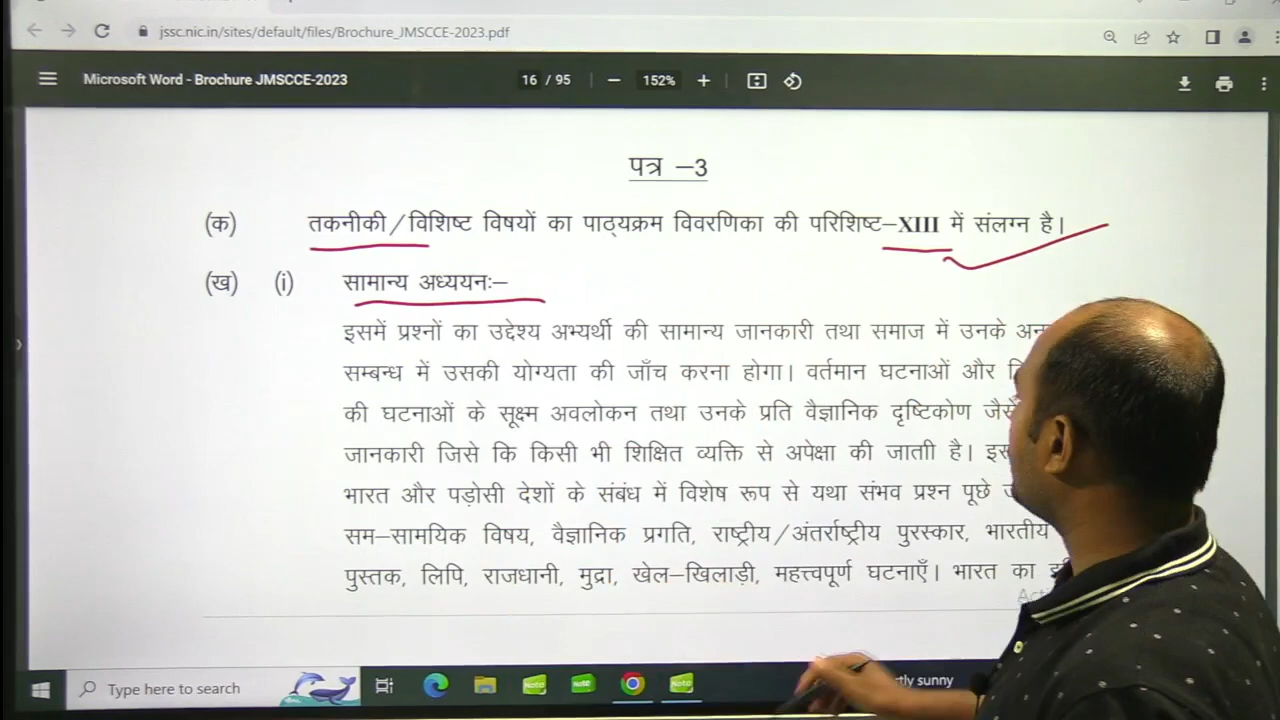 jssc.nic.in/sites/default/files/Brochure_JMSCCE-2023.pdf
Microsoft Word - Brochure JMSCCE-2023 16 / 95 152%
पत्र –3
(क) तकनीकी/विशिष्ट विषयों का पाठ्यक्रम विवरणिका की परिशिष्ट–XIII में संलग्न है।
(ख) (i) सामान्य अध्ययनः–
इसमें प्रश्नों का उद्देश्य अभ्यर्थी की सामान्य जानकारी तथा समाज में उनके
सम्बन्ध में उसकी योग्यता की जाँच करना होगा। वर्तमान घटनाओं और
की घटनाओं के सूक्ष्म अवलोकन तथा उनके प्रति वैज्ञानिक दृष्टिकोण जैसे
जानकारी जिसे कि किसी भी शिक्षित व्यक्ति से अपेक्षा की जाताी है।
भारत और पड़ोसी देशों के संबंध में विशेष रूप से यथा संभव प्रश्न पूछे
सम–सामयिक विषय, वैज्ञानिक प्रगति, राष्ट्रीय/अंतर्राष्ट्रीय पुरस्कार, भारतीय
पुस्तक, लिपि, राजधानी, मुद्रा, खेल–खिलाड़ी, महत्त्वपूर्ण घटनाएँ। भारत का
Type here to search
Note
Note
Note
sunny